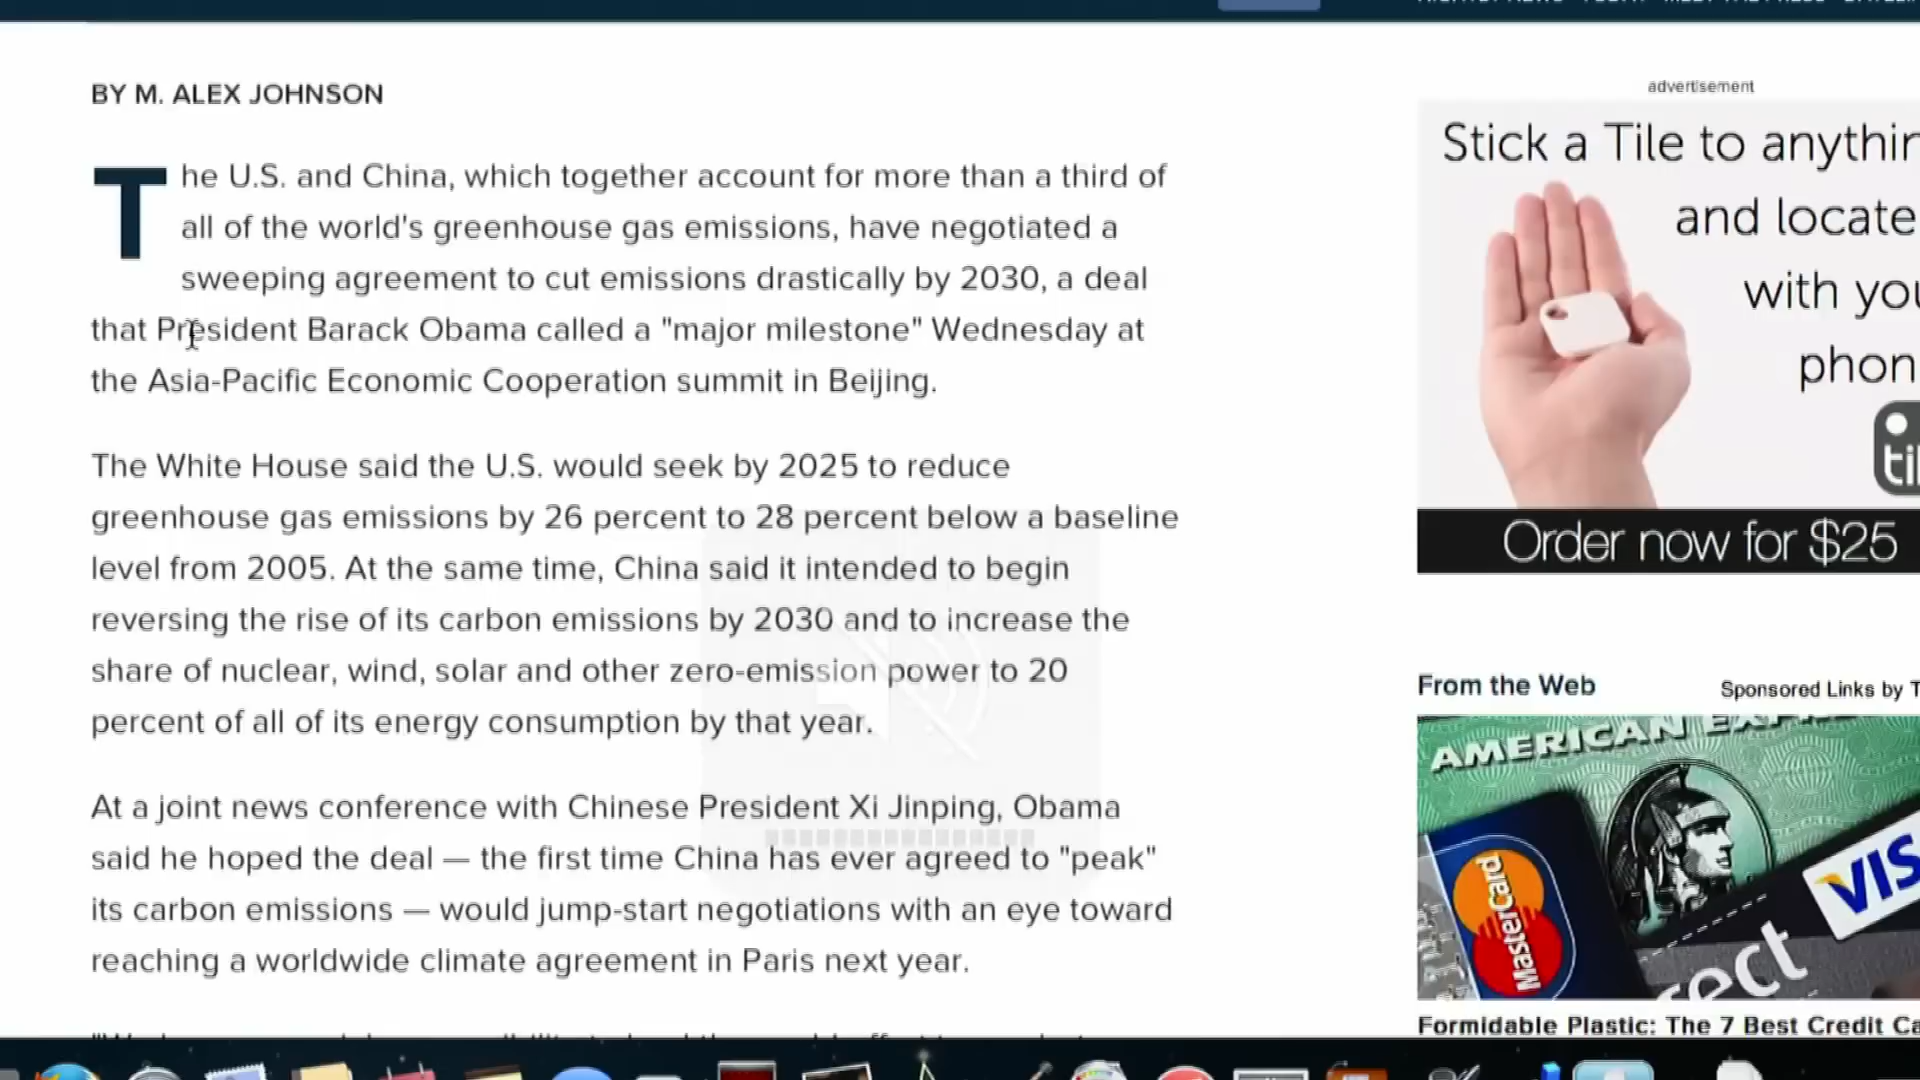 BY M. ALEX JOHNSON
The U.S. and China, which together account for more than a third of
all of the world's greenhouse gas emissions, have negotiated a
sweeping agreement to cut emissions drastically by 2030, a deal
that President Barack Obama called a "major milestone" Wednesday at
the Asia-Pacific Economic Cooperation summit in Beijing.
The White House said the U.S. would seek by 2025 to reduce
greenhouse gas emissions by 26 percent to 28 percent below a baseline
level from 2005. At the same time, China said it intended to begin
reversing the rise of its carbon emissions by 2030 and to increase the
share of nuclear, wind, solar and other zero-emission power to 20
percent of all of its energy consumption by that year.
At a joint news conference with Chinese President Xi Jinping, Obama
said he hoped the deal — the first time China has ever agreed to "peak"
its carbon emissions — would jump-start negotiations with an eye toward
reaching a worldwide climate agreement in Paris next year.
advertisement
Stick a Tile to
and locate
with
Order now for $25
From the Web
Sponsored Links by
AMERICAN
MasterCard
Formidable Plastic: The 7 Best Credit